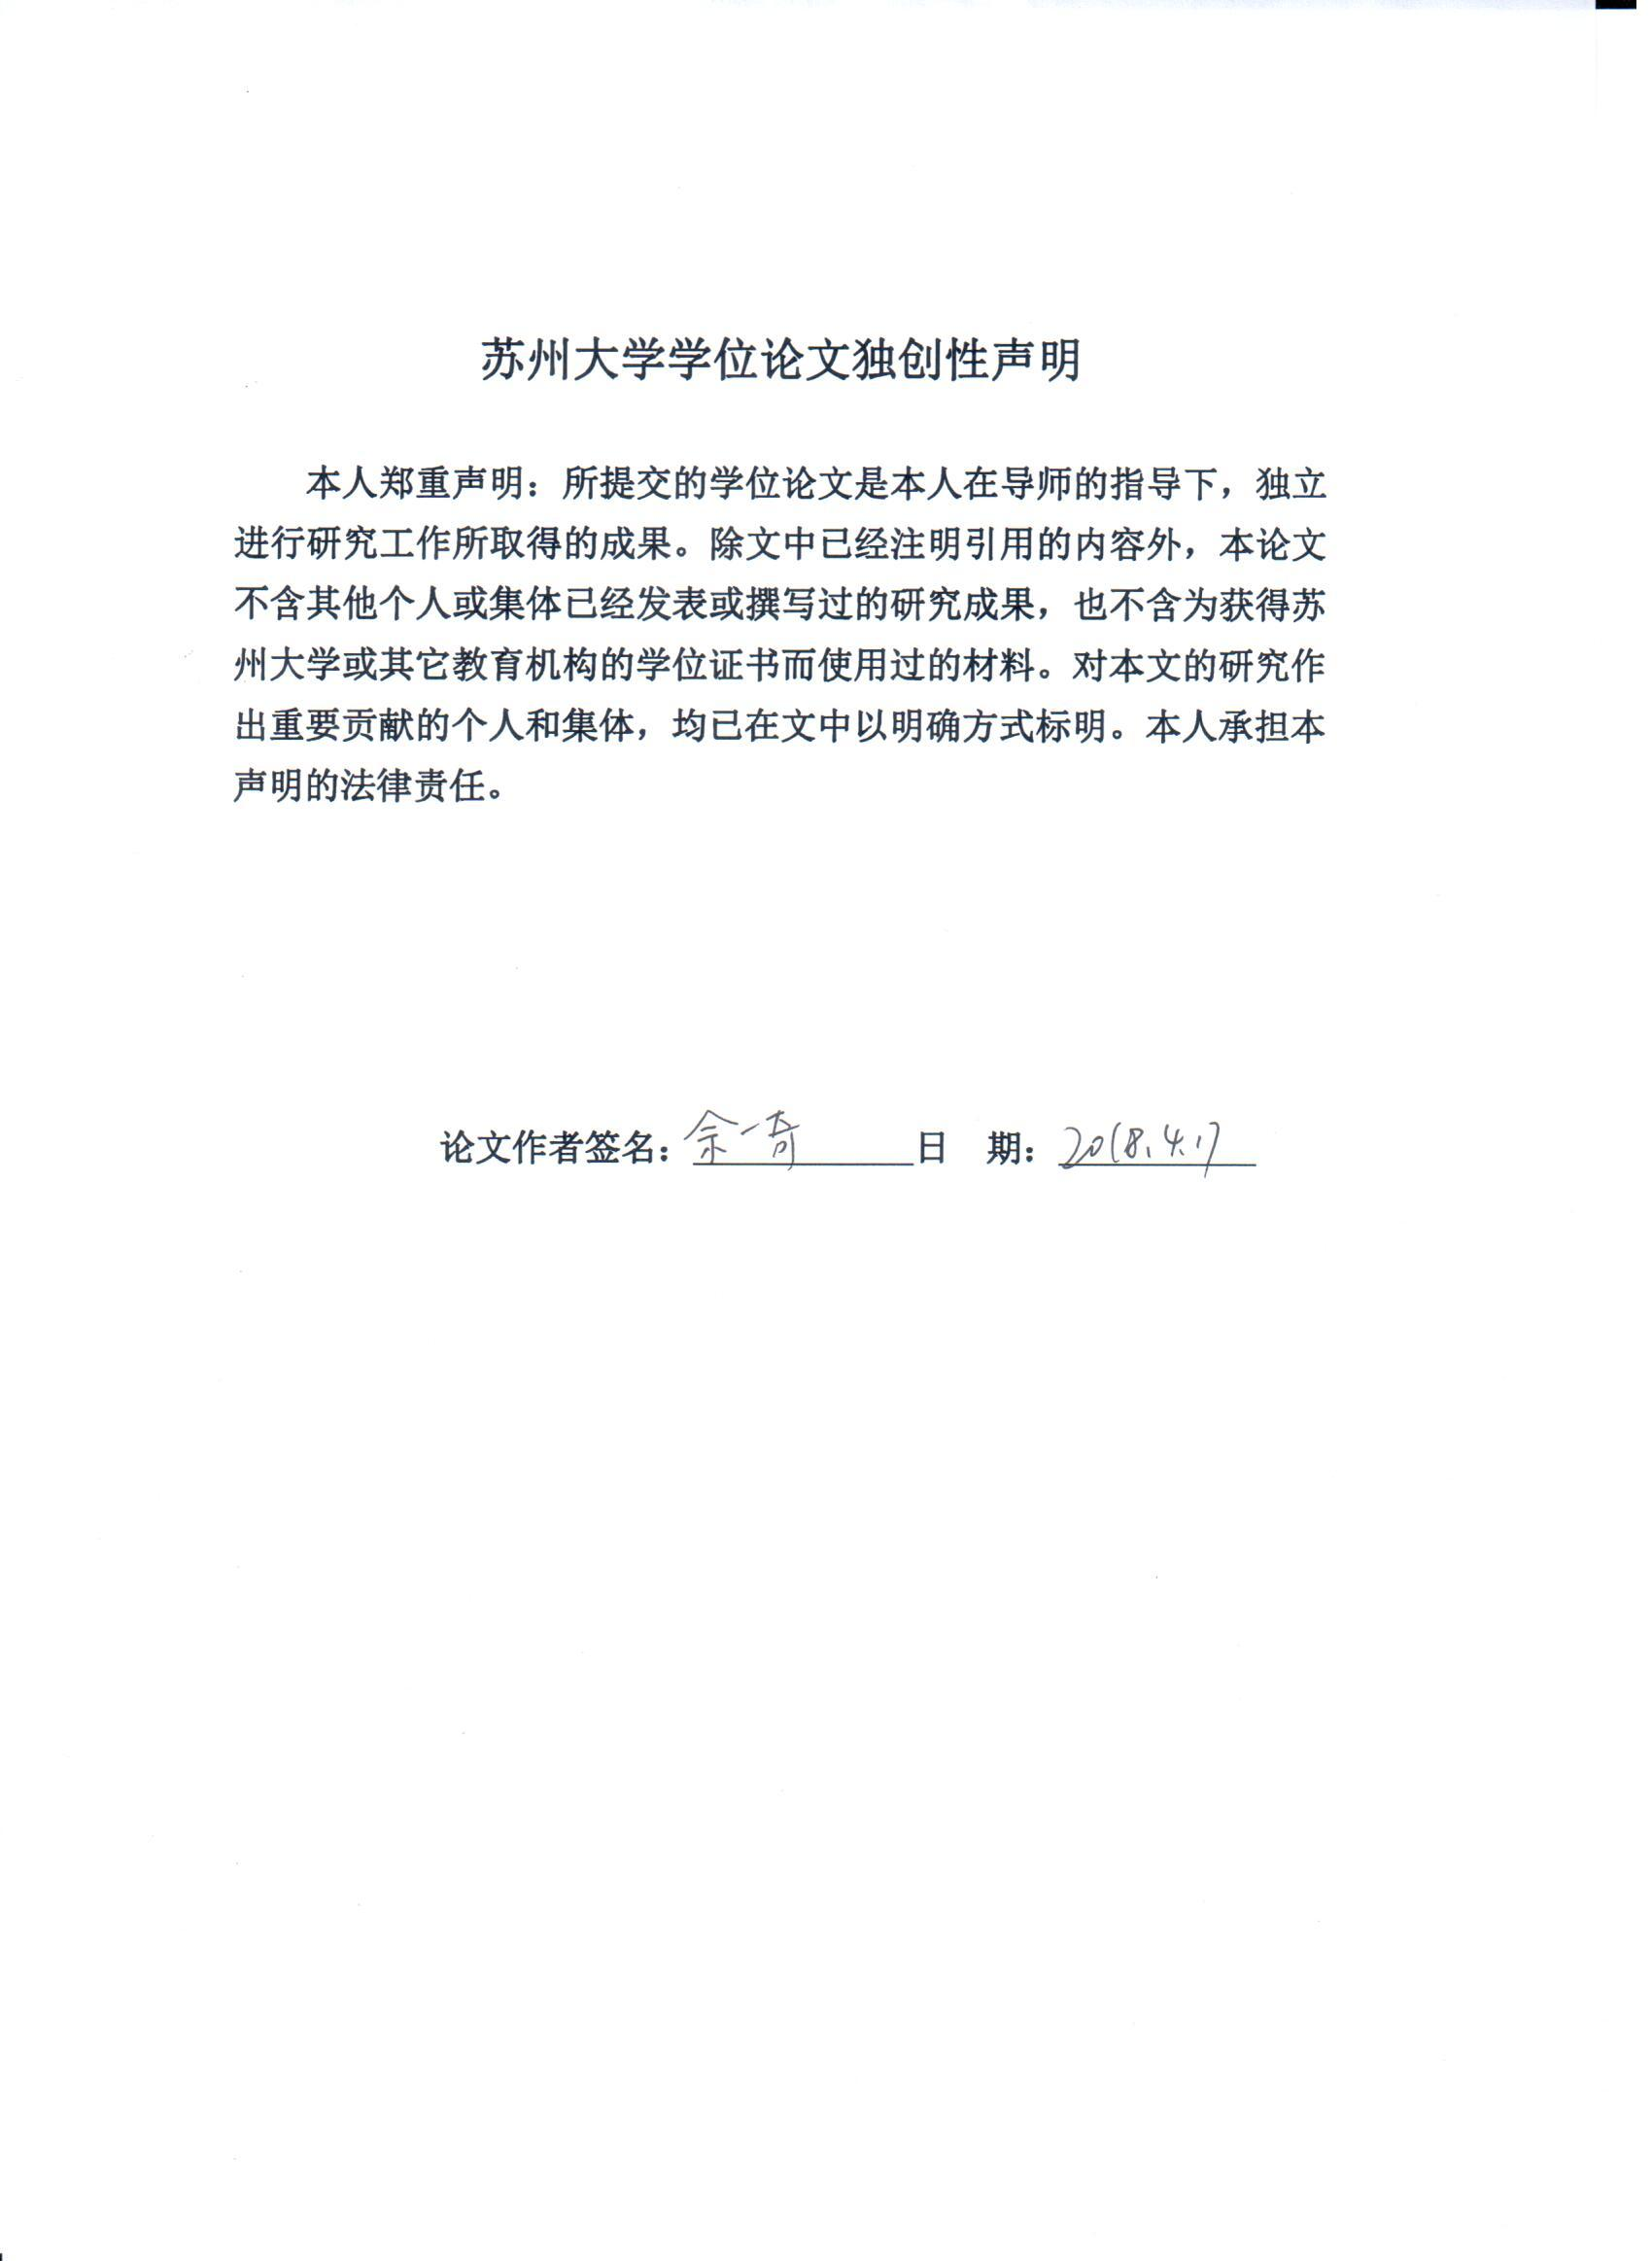 苏州大学学位论文独创性声明
本人郑重声明：所提交的学位论文是本人在导师的指导下，独立
进行研究工作所取得的成果。除文中已经注明引用的内容外，本论文
不含其他个人或集体已经发表或撰写过的研究成果，也不含为获得苏
州大学或其它教育机构的学位证书而使用过的材料。对本文的研究作
出重要贡献的个人和集体，均已在文中以明确方式标明。本人承担本
声明的法律责任。
论文作者签名：余一奇 日 期：2018.4.17